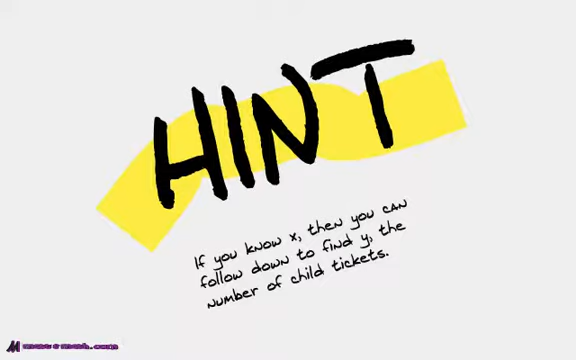 HINT
If you know x, then you can
follow down to find y, the
number of child tickets.